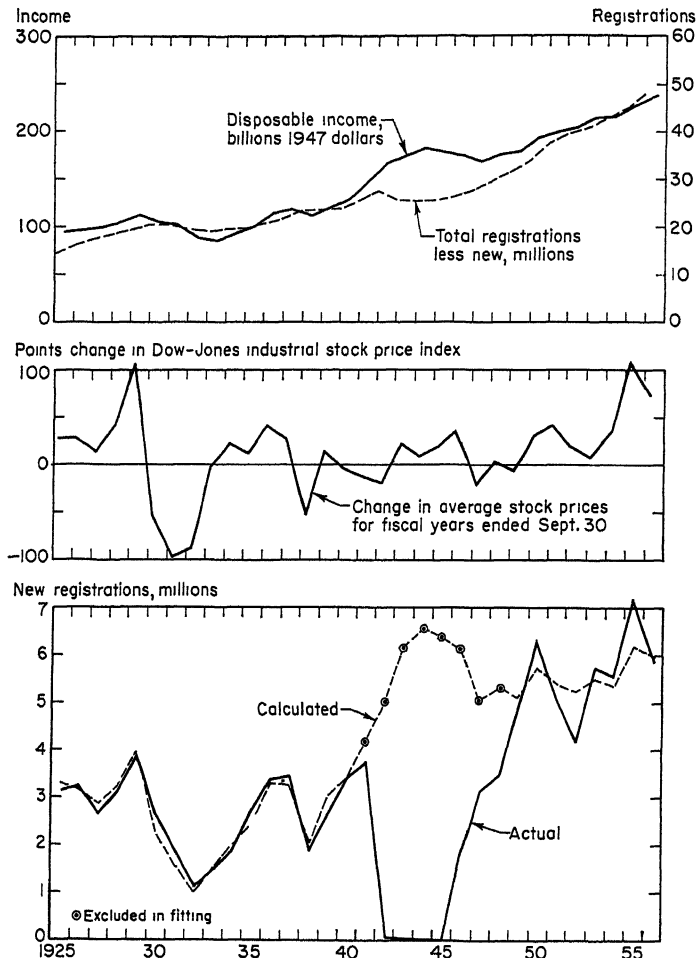 Income
Registrations
300
60
50
200
40
30
100
20
10
0
0
Disposable income,
billions 1947 dollars
Total registrations
less new, millions
Points change in Dow-Jones industrial stock price index
100
0
-100
Change in average stock prices
for fiscal years ended Sept. 30
New registrations, millions
7
6
5
4
3
2
1
0
Calculated
Actual
Excluded in fitting
1925
30
35
40
45
50
55